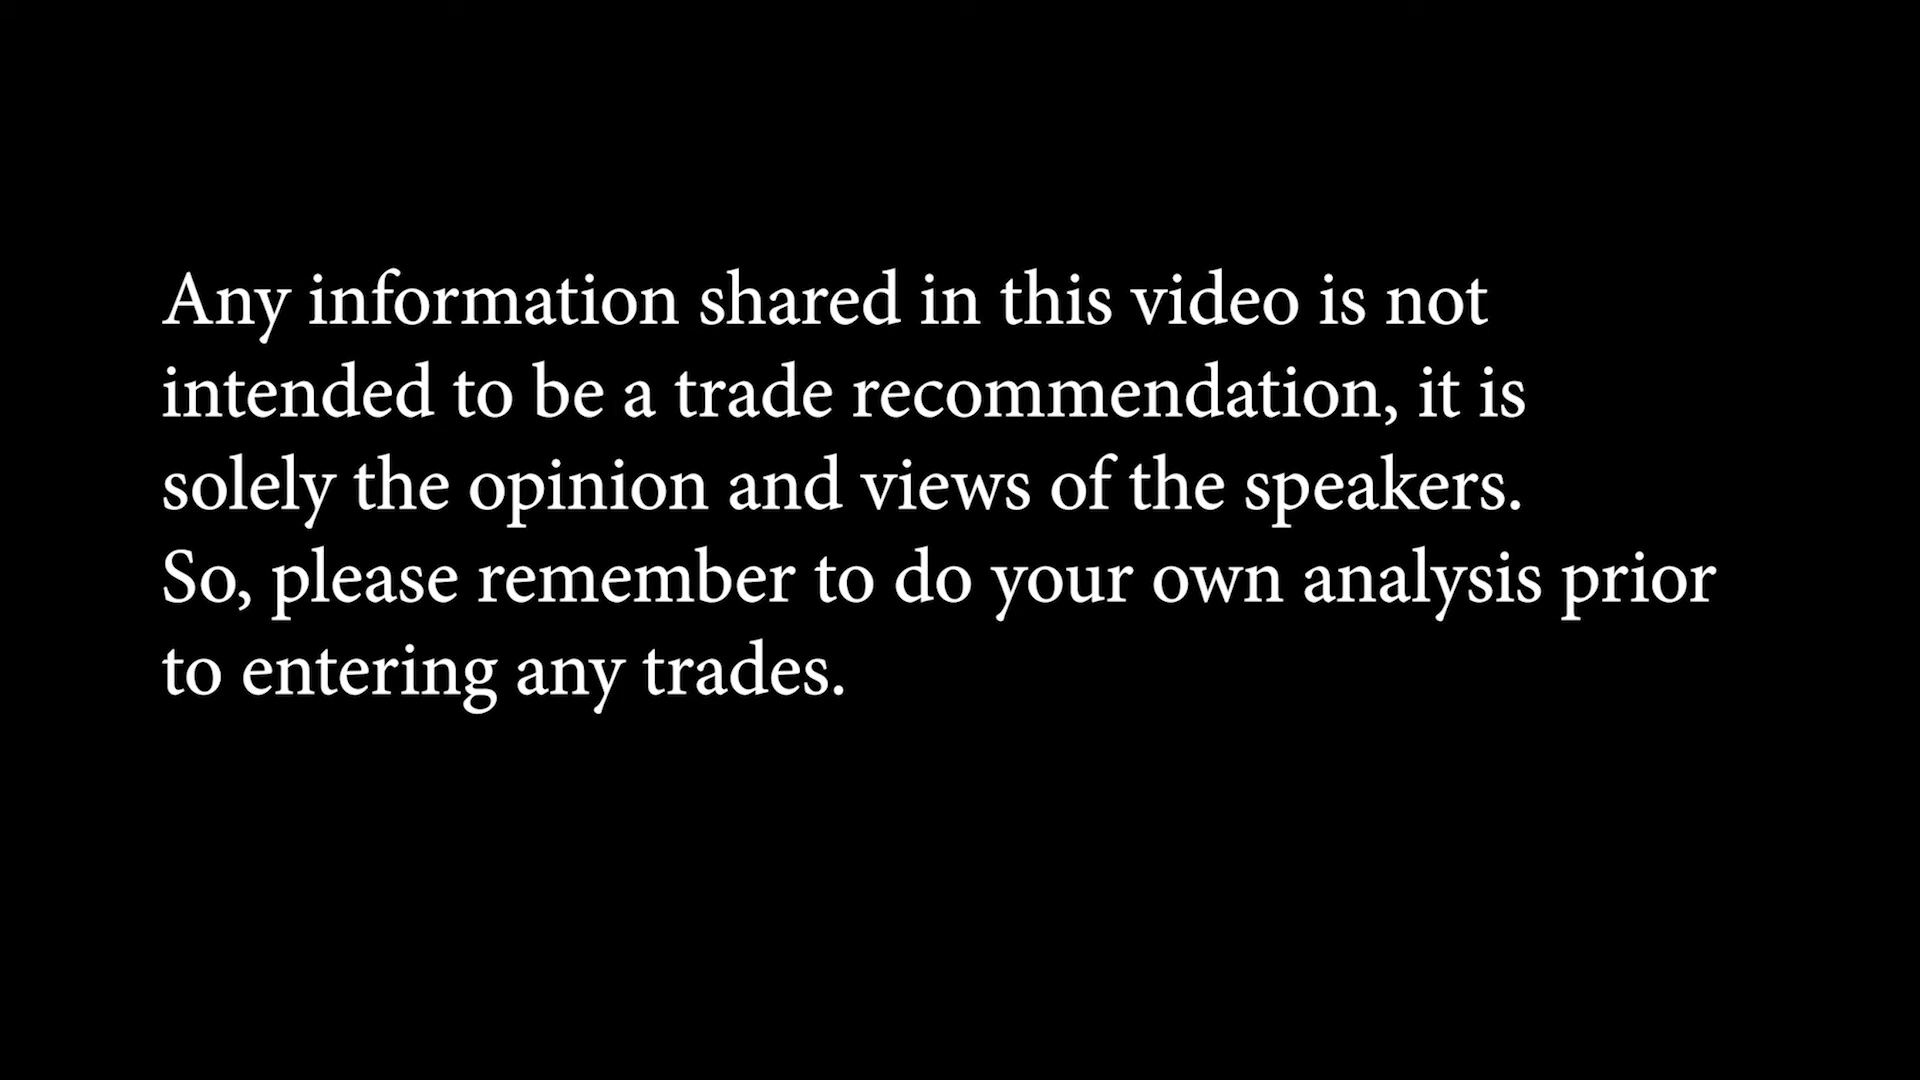 Any information shared in this video is not
intended to be a trade recommendation, it is
solely the opinion and views of the speakers.
So, please remember to do your own analysis prior
to entering any trades.